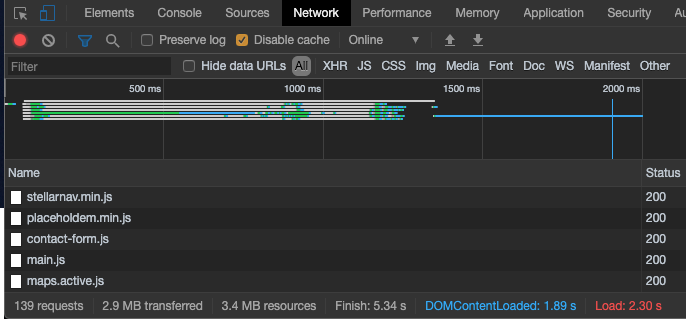 Elements Console Sources Network Performance Memory Application Security
Preserve log Disable cache Online
Filter Hide data URLs All XHR JS CSS Img Media Font Doc WS Manifest Other
500 ms 1000 ms 1500 ms 2000 ms
Name Status
stellarnav.min.js 200
placeholdem.min.js 200
contact-form.js 200
main.js 200
maps.active.js 200
139 requests 2.9 MB transferred 3.4 MB resources Finish: 5.34 s DOMContentLoaded: 1.89 s Load: 2.30 s